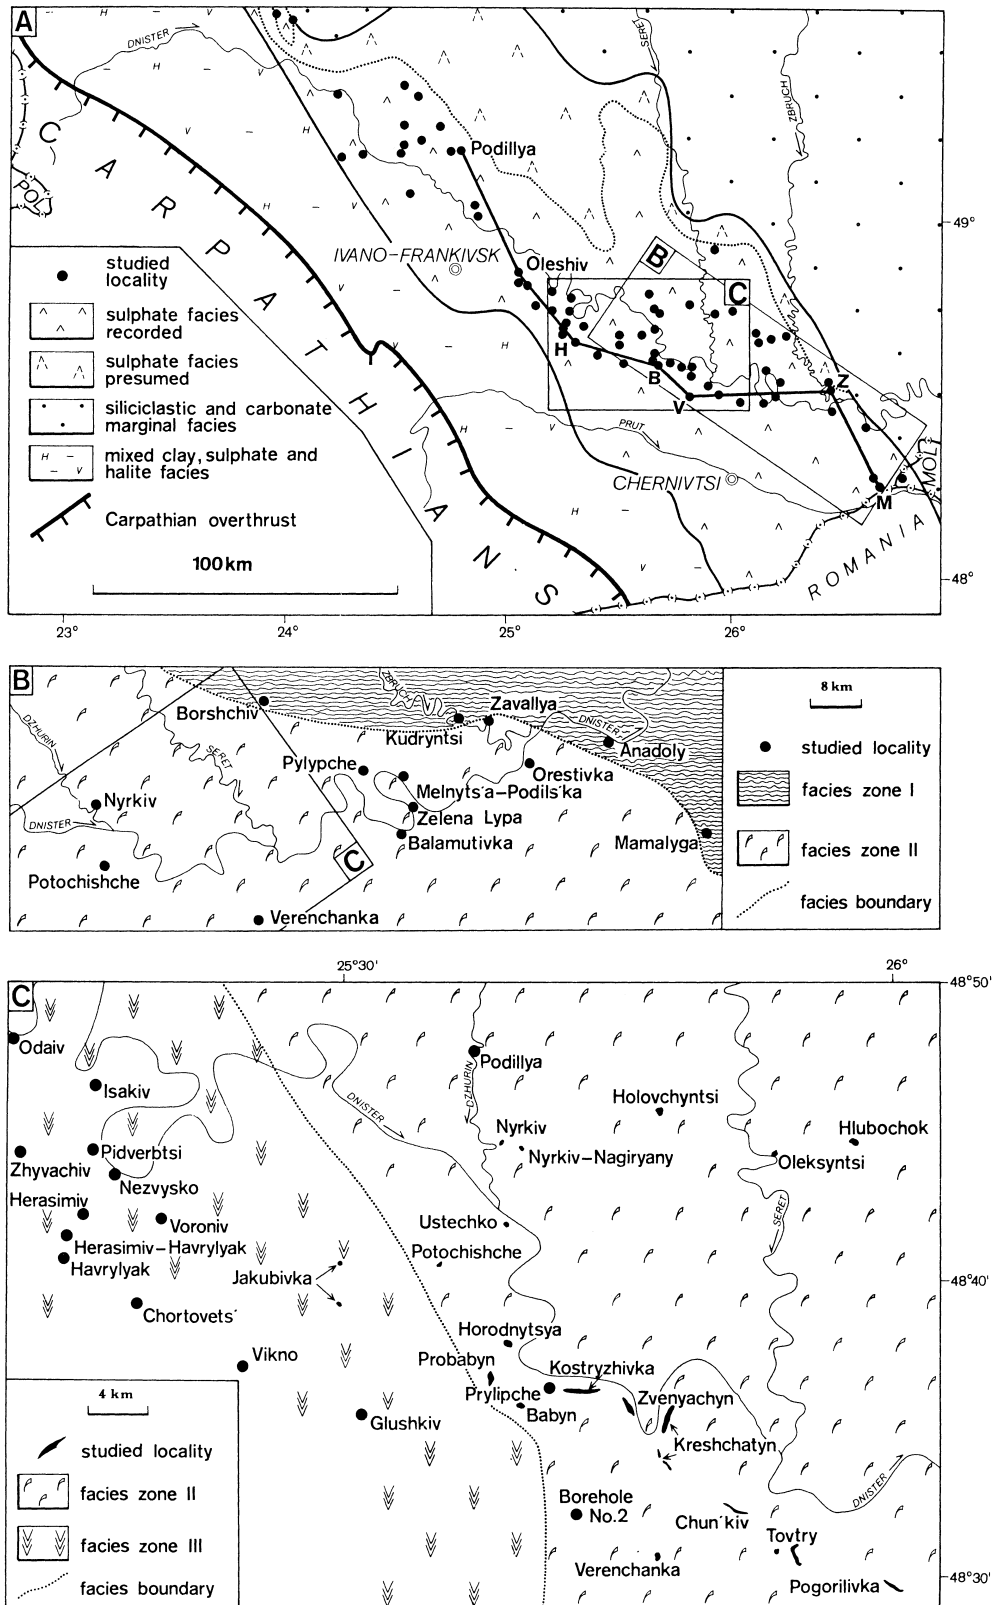 A
DNISTER
SERET
ZBRUCH
CARPATHIANS
POL.
Podillya
49°
IVANO-FRANKIVSK
Oleshiv
B
C
H
B
V
Z
M
PRUT
CHERNIVTSI
MOL.
ROMANIA
48°
studied
locality
sulphate facies
recorded
sulphate facies
presumed
siliciclastic and carbonate
marginal facies
mixed clay, sulphate and
halite facies
Carpathian overthrust
100 km
23°
24°
25°
26°
B
DZHURIN
SERET
ZBRUCH
DNISTER
DNISTER
Borshchiv
Zavallya
Kudryntsi
Anadoly
Pylypche
Orestivka
Melnyts'a-Podils'ka
Nyrkiv
Zelena Lypa
Balamutivka
Mamalyga
Potochishche
C
Verenchanka
8 km
studied locality
facies zone I
facies zone II
facies boundary
25°30'
26°
C
48°50'
Odaiv
Podillya
Isakiv
DNISTER
DZHURIN
Holovchyntsi
Hlubochok
Nyrkiv
Nyrkiv-Nagiryany
Oleksyntsi
Pidverbtsi
Zhyvachiv
Nezvysko
Herasimiv
Voroniv
Herasimiv-Havrylyak
Havrylyak
Ustechko
SERET
Potochishche
Jakubivka
48°40'
Chortovets'
Horodnytsya
Vikno
Probabyn
Kostryzhivka
Prylipche
Zvenyachyn
Babyn
Glushkiv
Kreshchatyn
DNISTER
Borehole
No.2
Chun'kiv
Tovtry
Verenchanka
Pogorilivka
48°30'
4 km
studied locality
facies zone II
facies zone III
facies boundary